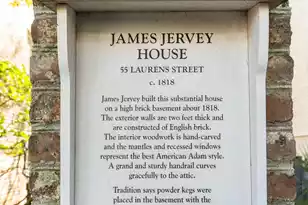 JAMES JERVEY
HOUSE
55 LAURENS STREET
c. 1818
James Jervey built this substantial house
on a high brick basement about 1818.
The exterior walls are two feet thick and
are constructed of English brick.
The interior woodwork is hand-carved
and the mantles and recessed windows
represent the best American Adam style.
A grand and sturdy handrail curves
gracefully to the attic.
Tradition says powder kegs were
placed in the basement with the